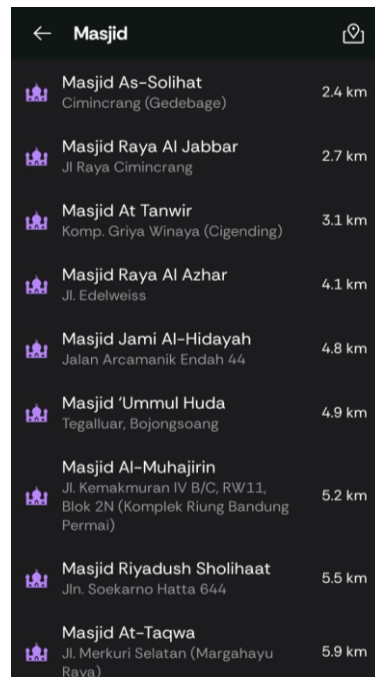 Masjid
Masjid As-Solihat
Cimincrang (Gedebage)
2.4 km
Masjid Raya Al Jabbar
Jl Raya Cimincrang
2.7 km
Masjid At Tanwir
Komp. Griya Winaya (Cigending)
3.1 km
Masjid Raya Al Azhar
Jl. Edelweiss
4.1 km
Masjid Jami Al-Hidayah
Jalan Arcamanik Endah 44
4.8 km
Masjid ‘Ummul Huda
Tegalluar, Bojongsoang
4.9 km
Masjid Al-Muhajirin
Jl. Kemakmuran IV B/C, RW11,
Blok 2N (Komplek Riung Bandung
Permai)
5.2 km
Masjid Riyadush Sholihaat
Jln. Soekarno Hatta 644
5.5 km
Masjid At-Taqwa
Jl. Merkuri Selatan (Margahayu
Raya)
5.9 km